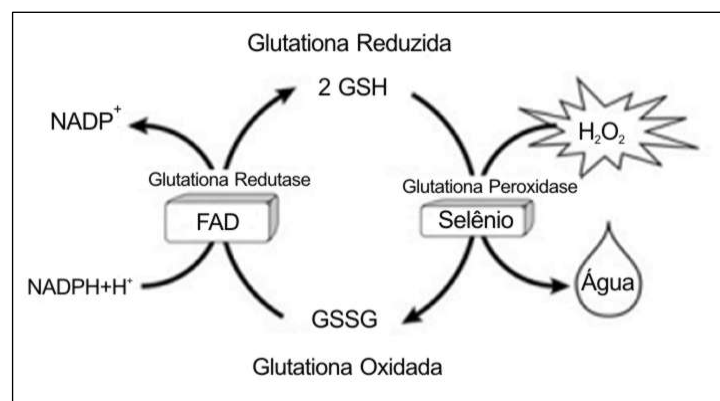 Glutationa Reduzida
2 GSH
NADP⁺
H₂O₂
Glutationa Redutase
Glutationa Peroxidase
FAD
Selênio
NADPH+H⁺
GSSG
Água
Glutationa Oxidada